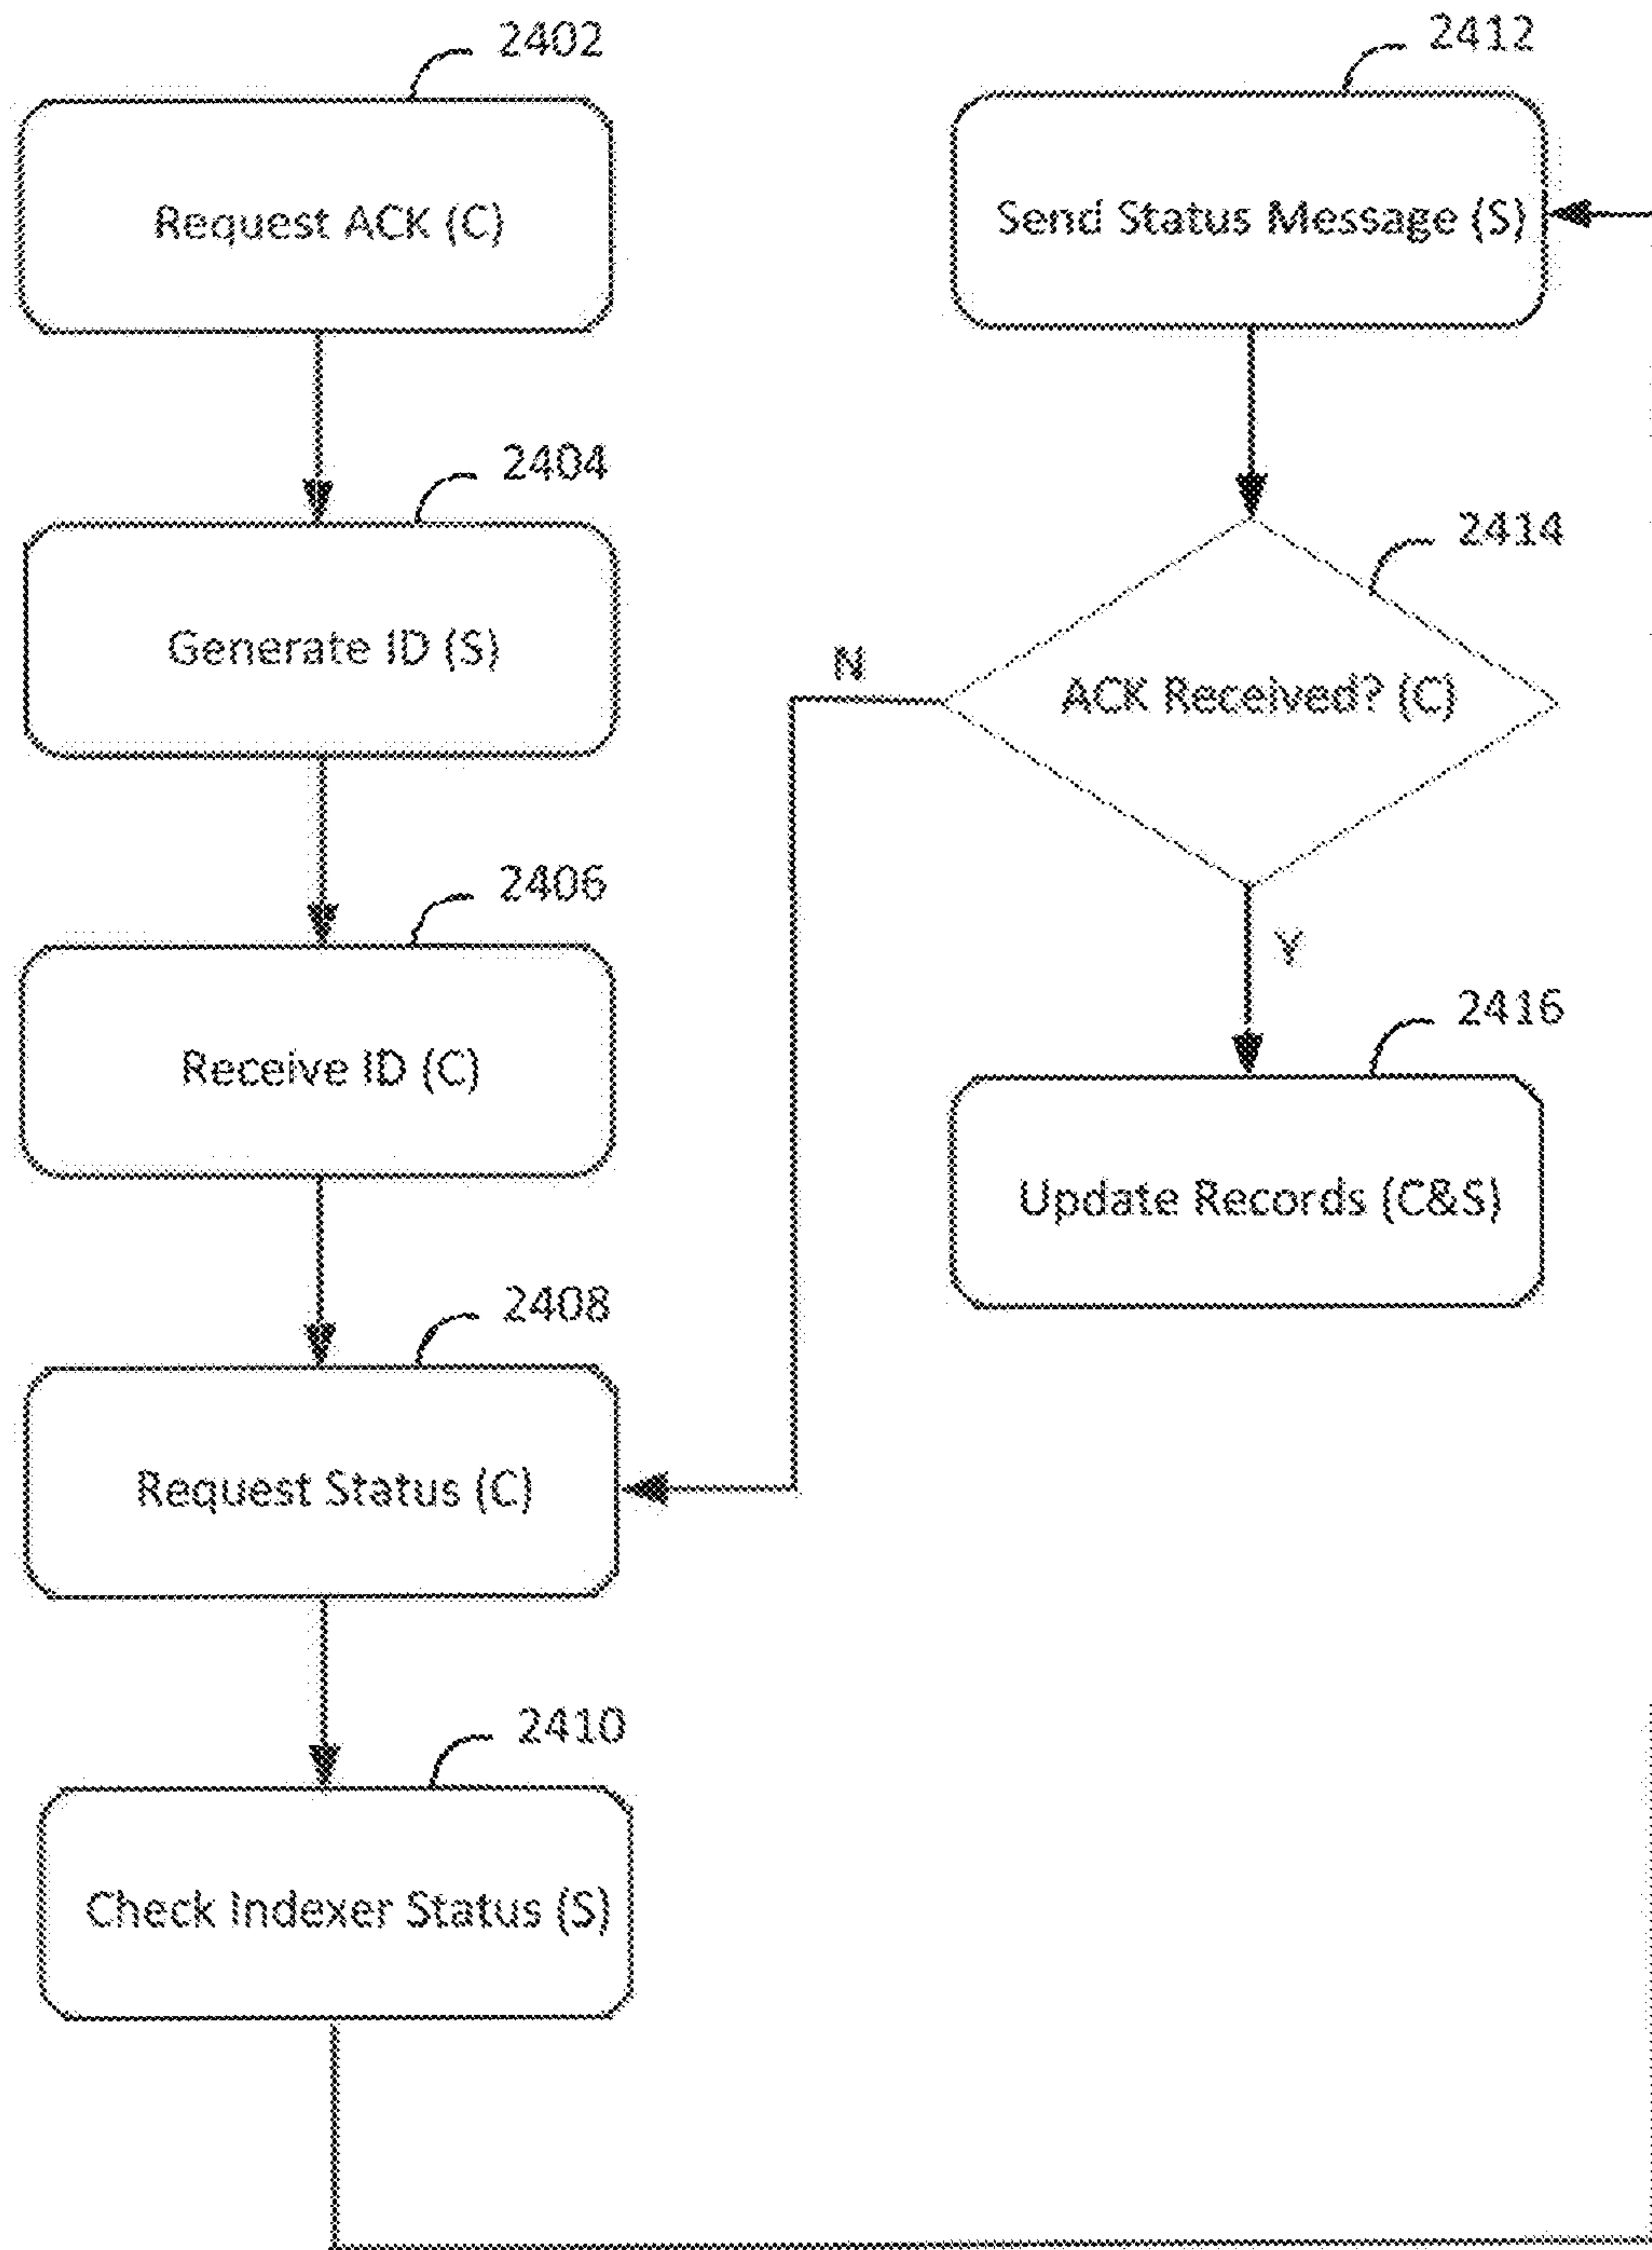 2402
Request ACK (C)
2404
Generate ID (S)
2406
Receive ID (C)
2408
Request Status (C)
2410
Check Indexer Status (S)
2412
Send Status Message (S)
2414
ACK Received? (C)
N
Y
2416
Update Records (C&S)